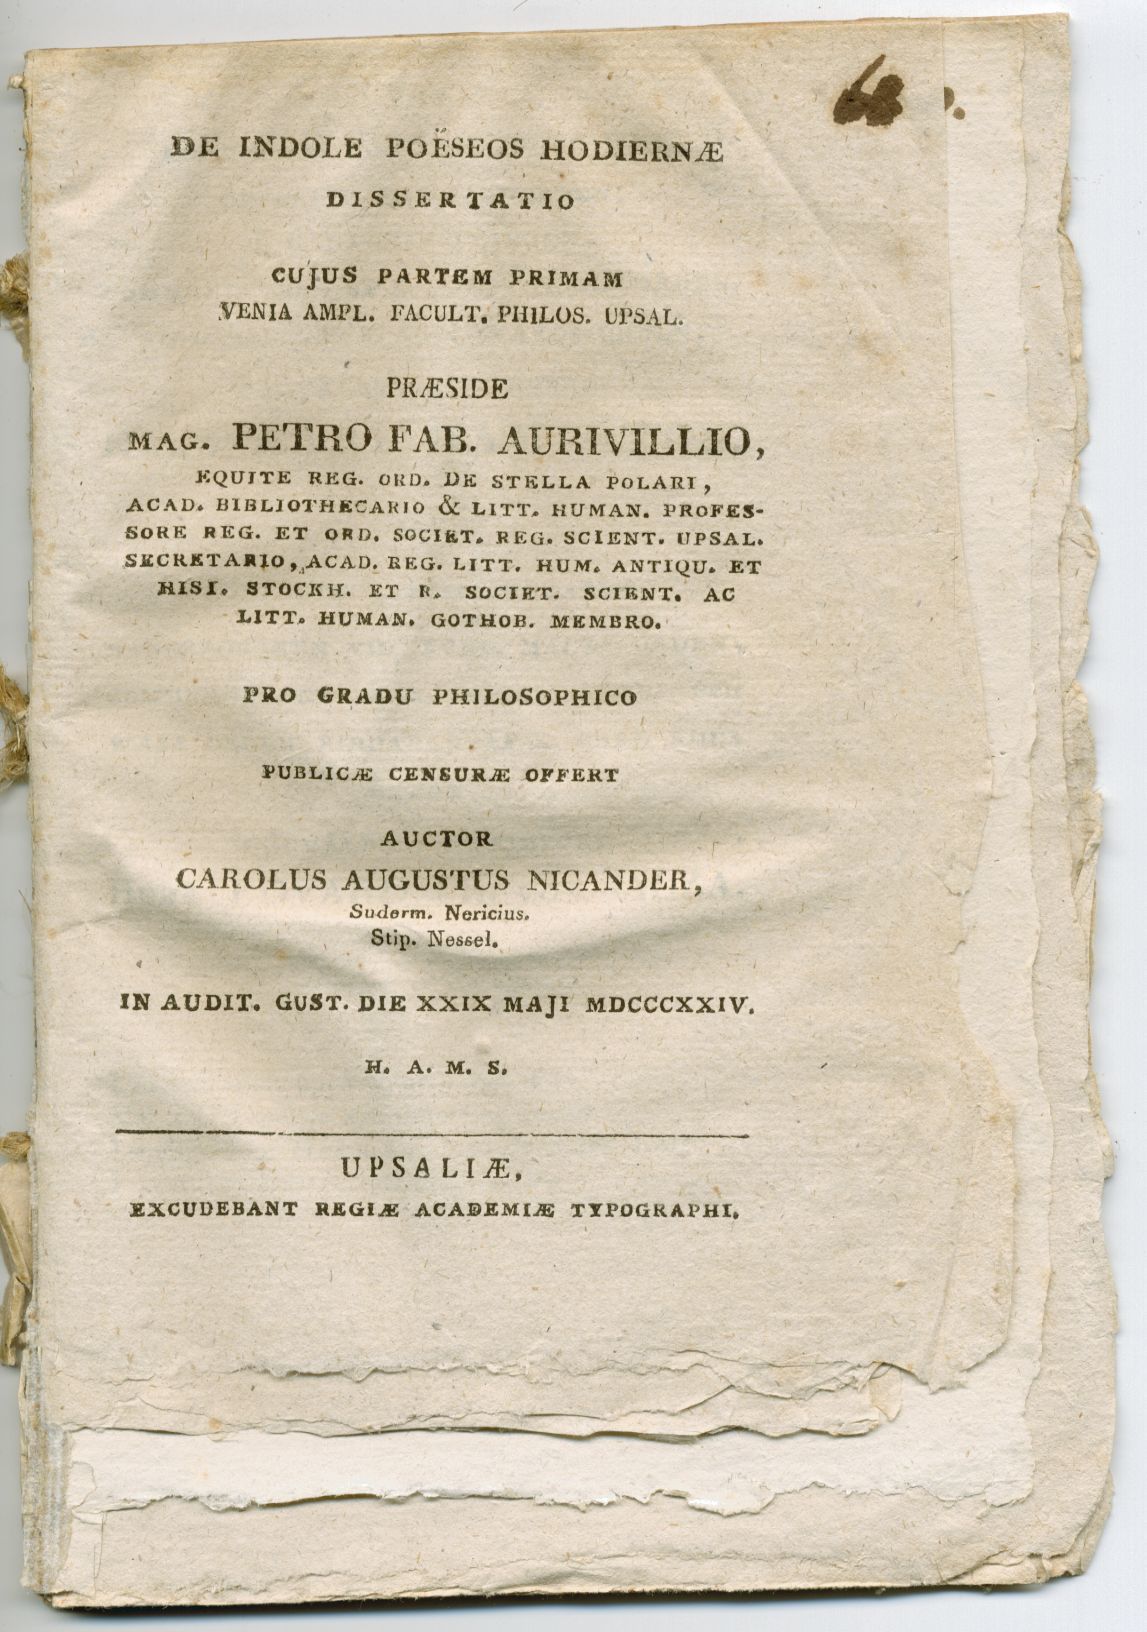 DE INDOLE POËSEOS HODIERNÆ
DISSERTATIO
CUJUS PARTEM PRIMAM
VENIA AMPL. FACULT. PHILOS. UPSAL.
PRÆSIDE
MAG. PETRO FAB. AURIVILLIO,
EQUITE REG. ORD. DE STELLA POLARI,
ACAD. BIBLIOTHECARIO & LITT. HUMAN. PROFES-
SORE REG. ET ORD. SOCIET. REG. SCIENT. UPSAL.
SECRETARIO, ACAD. REG. LITT. HUM. ANTIQU. ET
HIST. STOCKH. ET R. SOCIET. SCIENT. AC
LITT. HUMAN. GOTHOB. MEMBRO.
PRO GRADU PHILOSOPHICO
PUBLICÆ CENSURÆ OFFERT
AUCTOR
CAROLUS AUGUSTUS NICANDER,
Suderm. Nericius.
Stip. Nessel.
IN AUDIT. GUST. DIE XXIX MAJI MDCCCXXIV.
H. A. M. S.
UPSALIÆ,
EXCUDEBANT REGIÆ ACADEMIÆ TYPOGRAPHI.